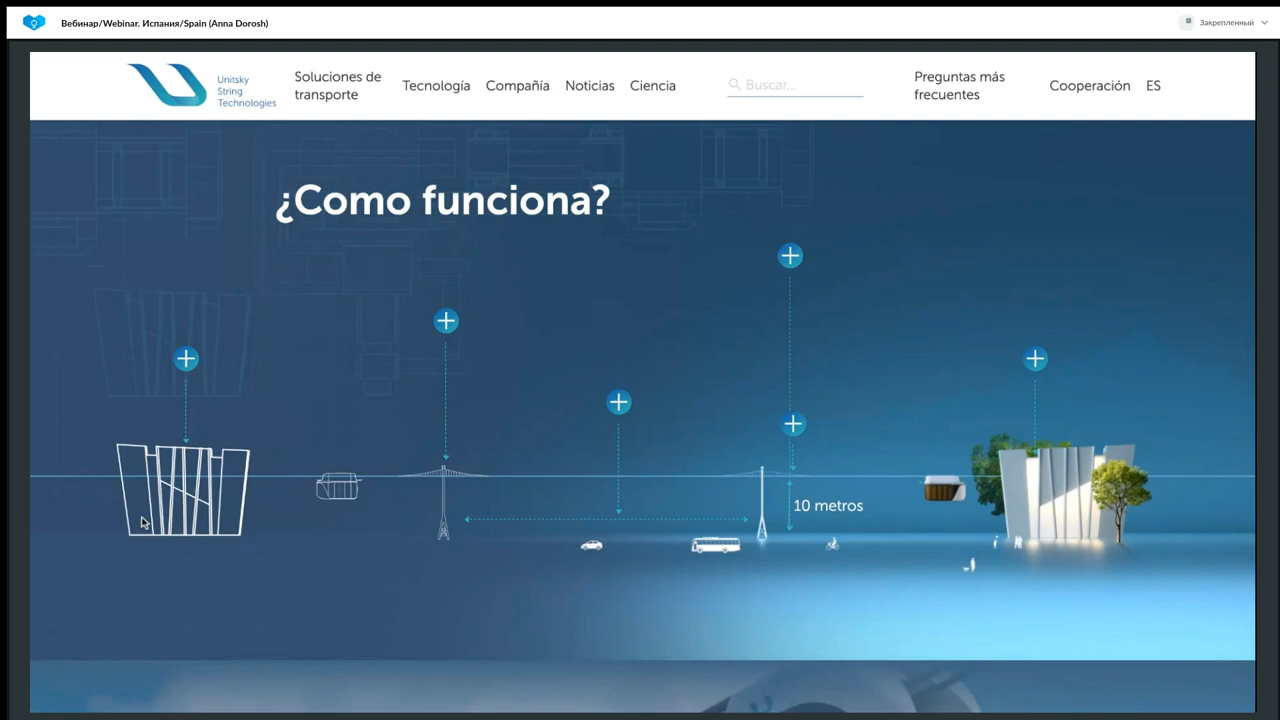 Вебинар/Webinar. Испания/Spain (Anna Dorosh)
Закрепленный
Unitsky
String
Technologies
Soluciones de
transporte
Tecnología
Compañía
Noticias
Ciencia
Buscar...
Preguntas más
frecuentes
Cooperación
ES
¿Como funciona?
10 metros